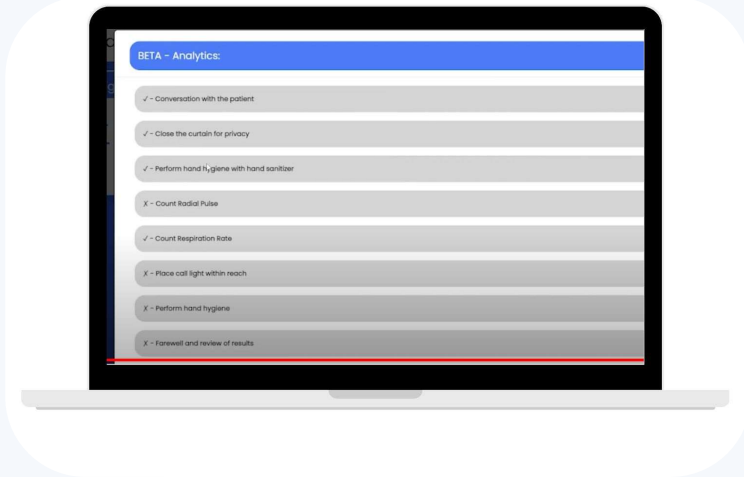 BETA - Analytics:
✓ - Conversation with the patient
✓ - Close the curtain for privacy
✓ - Perform hand hygiene with hand sanitizer
X - Count Radial Pulse
✓ - Count Respiration Rate
X - Place call light within reach
X - Perform hand hygiene
X - Farewell and review of results